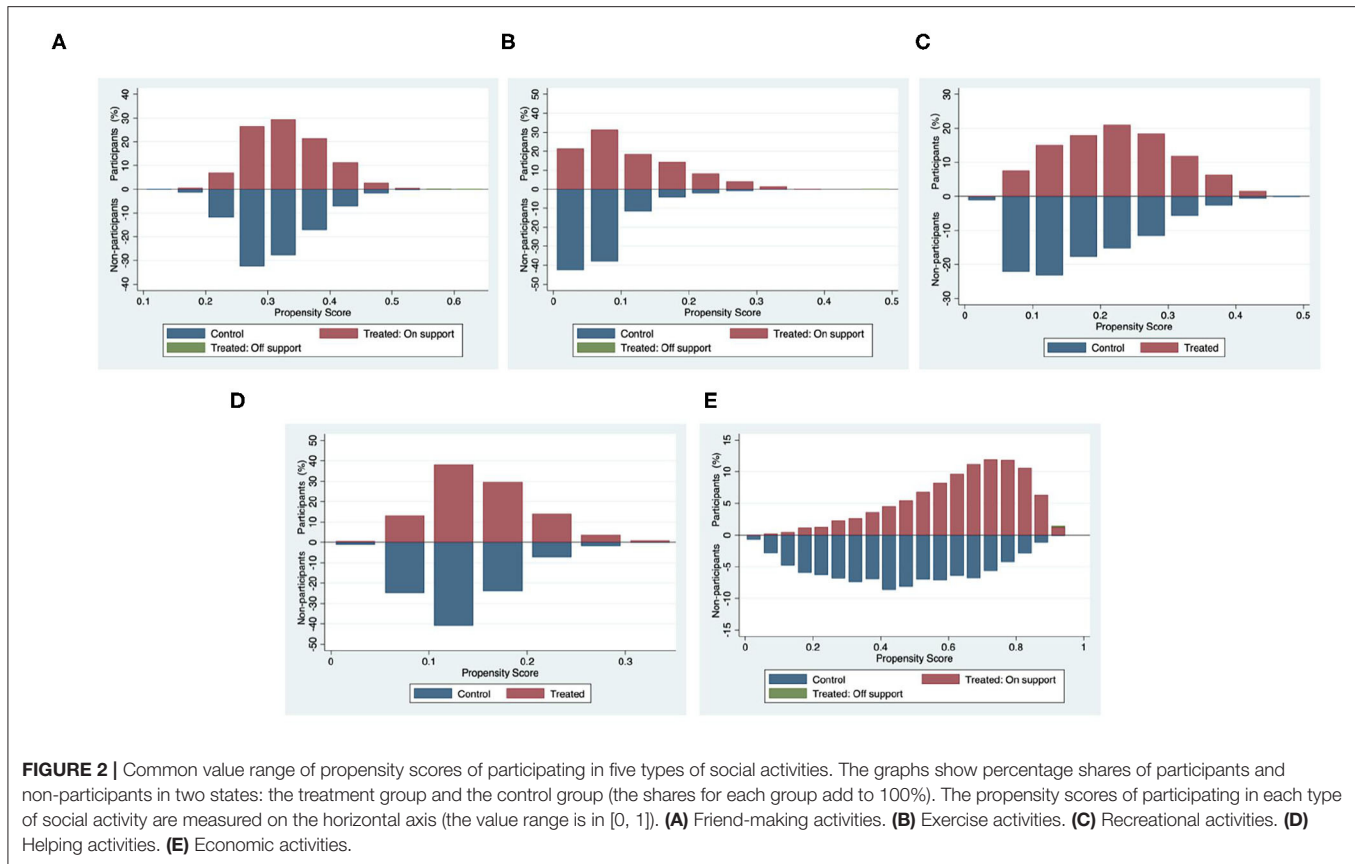 A
B
C
Participants (%)
Non-participants
40
30
20
10
0
-10
-20
-30
-40
0.1 0.2 0.3 0.4 0.5 0.6
Propensity Score
Control Treated: On support
Treated: Off support
Participants (%)
Non-participants
50
40
30
20
10
0
-10
-20
-30
-40
-50
0 0.1 0.2 0.3 0.4 0.5
Propensity Score
Control Treated: On support
Treated: Off support
Participants (%)
Non-participants
30
20
10
0
-10
-20
-30
0 0.1 0.2 0.3 0.4 0.5
Propensity Score
Control Treated
D
E
Participants (%)
Non-participants
50
40
30
20
10
0
-10
-20
-30
-40
-50
0 0.1 0.2 0.3
Propensity Score
Control Treated
Participants (%)
Non-participants
15
10
5
0
-5
-10
-15
0 0.2 0.4 0.6 0.8 1
Propensity Score
Control Treated: On support
Treated: Off support
FIGURE 2 | Common value range of propensity scores of participating in five types of social activities. The graphs show percentage shares of participants and
non-participants in two states: the treatment group and the control group (the shares for each group add to 100%). The propensity scores of participating in each type
of social activity are measured on the horizontal axis (the value range is in [0, 1]). (A) Friend-making activities. (B) Exercise activities. (C) Recreational activities. (D)
Helping activities. (E) Economic activities.